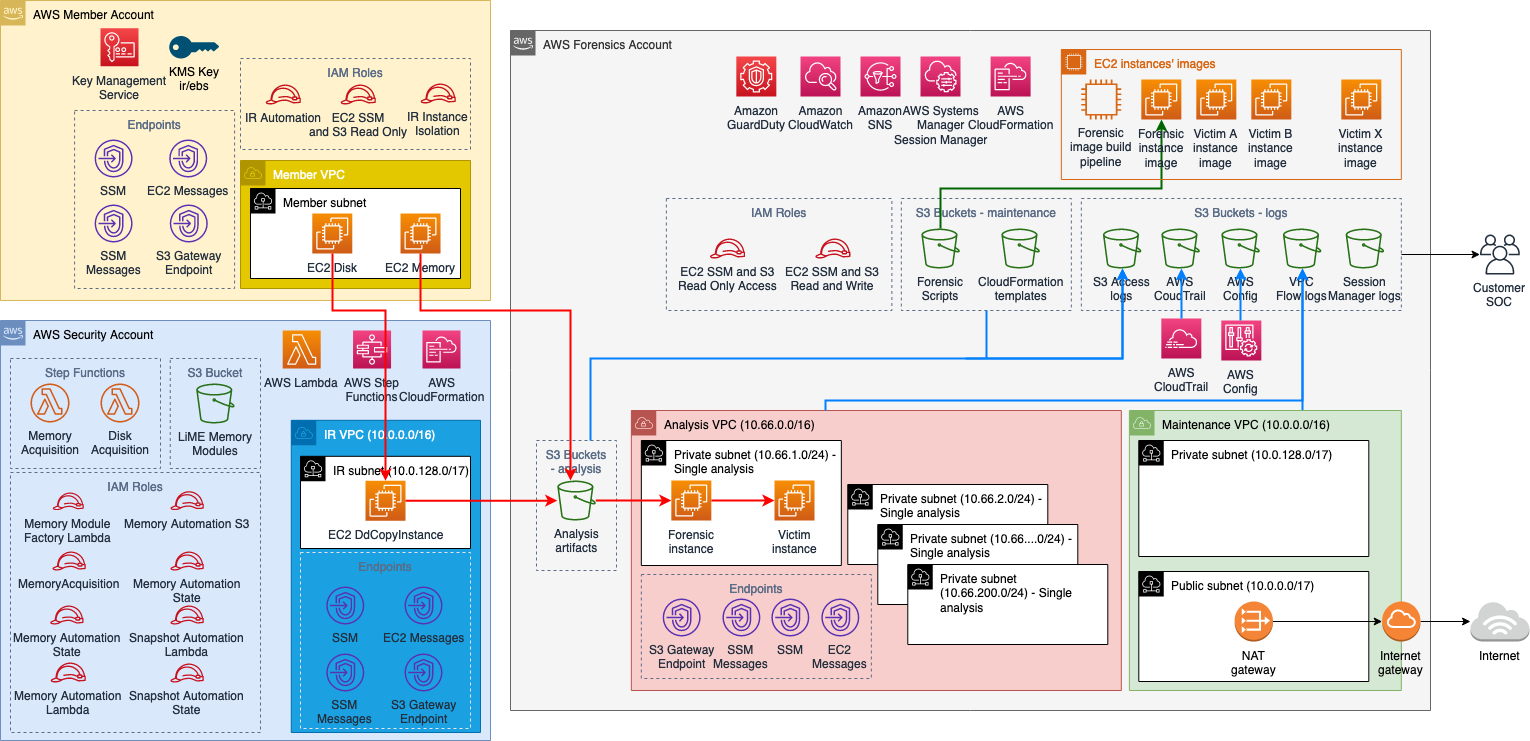 aws
AWS Member Account
Key Management
Service
KMS Key
ir/ebs
IAM Roles
IR Automation
EC2 SSM
and S3 Read Only
IR Instance
Isolation
Endpoints
SSM
EC2 Messages
SSM
Messages
S3 Gateway
Endpoint
Member VPC
Member subnet
EC2 Disk
EC2 Memory
aws
AWS Security Account
AWS Lambda
AWS Step
Functions
AWS
CloudFormation
Step Functions
Memory
Acquisition
Disk
Acquisition
S3 Bucket
LiME Memory
Modules
IAM Roles
Memory Module
Factory Lambda
Memory Automation S3
MemoryAcquisition
Memory Automation
State
Memory Automation
State
Snapshot Automation
Lambda
Memory Automation
Lambda
Snapshot Automation
State
IR VPC (10.0.0.0/16)
IR subnet (10.0.128.0/17)
EC2 DdCopyInstance
Endpoints
SSM
EC2 Messages
SSM
Messages
S3 Gateway
Endpoint
aws
AWS Forensics Account
Amazon
GuardDuty
Amazon
CloudWatch
Amazon
SNS
AWS Systems
Manager
Session Manager
AWS
CloudFormation
EC2 instances' images
Forensic
image build
pipeline
Forensic
instance
image
Victim A
instance
image
Victim B
instance
image
Victim X
instance
image
IAM Roles
EC2 SSM and S3
Read Only Access
EC2 SSM and S3
Read and Write
S3 Buckets - maintenance
Forensic
Scripts
CloudFormation
templates
S3 Buckets - logs
S3 Access
logs
AWS
CoudTrail
AWS
Config
VPC
Flow logs
Session
Manager logs
Customer
SOC
AWS
CloudTrail
AWS
Config
S3 Buckets
- analysis
Analysis
artifacts
Analysis VPC (10.66.0.0/16)
Private subnet (10.66.1.0/24) -
Single analysis
Forensic
instance
Victim
instance
Private subnet (10.66.2.0/24) -
Single analysis
Private subnet (10.66....0/24) -
Single analysis
Private subnet
(10.66.200.0/24) - Single
analysis
Endpoints
S3 Gateway
Endpoint
SSM
Messages
SSM
EC2
Messages
Maintenance VPC (10.0.0.0/16)
Private subnet (10.0.128.0/17)
Public subnet (10.0.0.0/17)
NAT
gateway
Internet
gateway
Internet